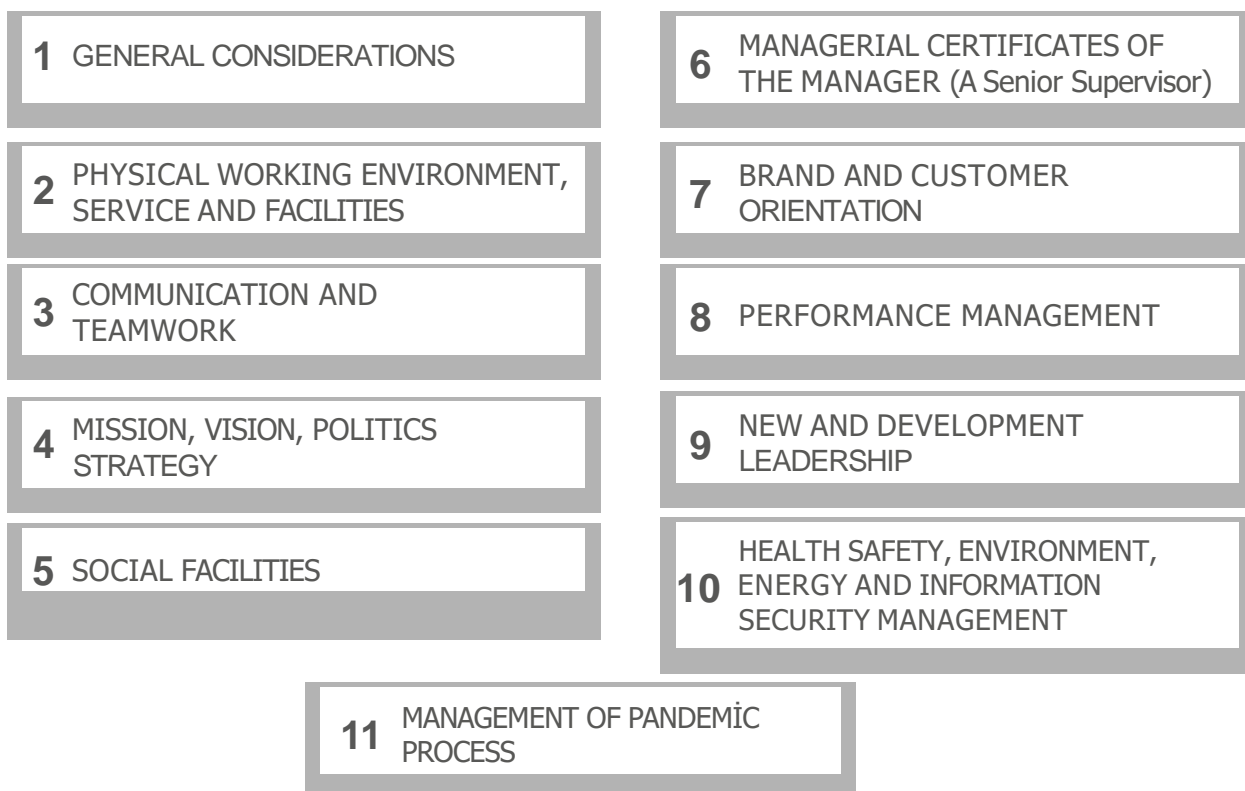 1 GENERAL CONSIDERATIONS
2 PHYSICAL WORKING ENVIRONMENT,
SERVICE AND FACILITIES
3 COMMUNICATION AND
TEAMWORK
4 MISSION, VISION, POLITICS
STRATEGY
5 SOCIAL FACILITIES
6 MANAGERIAL CERTIFICATES OF
THE MANAGER (A Senior Supervisor)
7 BRAND AND CUSTOMER
ORIENTATION
8 PERFORMANCE MANAGEMENT
9 NEW AND DEVELOPMENT
LEADERSHIP
10 HEALTH SAFETY, ENVIRONMENT,
ENERGY AND INFORMATION
SECURITY MANAGEMENT
11 MANAGEMENT OF PANDEMİC
PROCESS